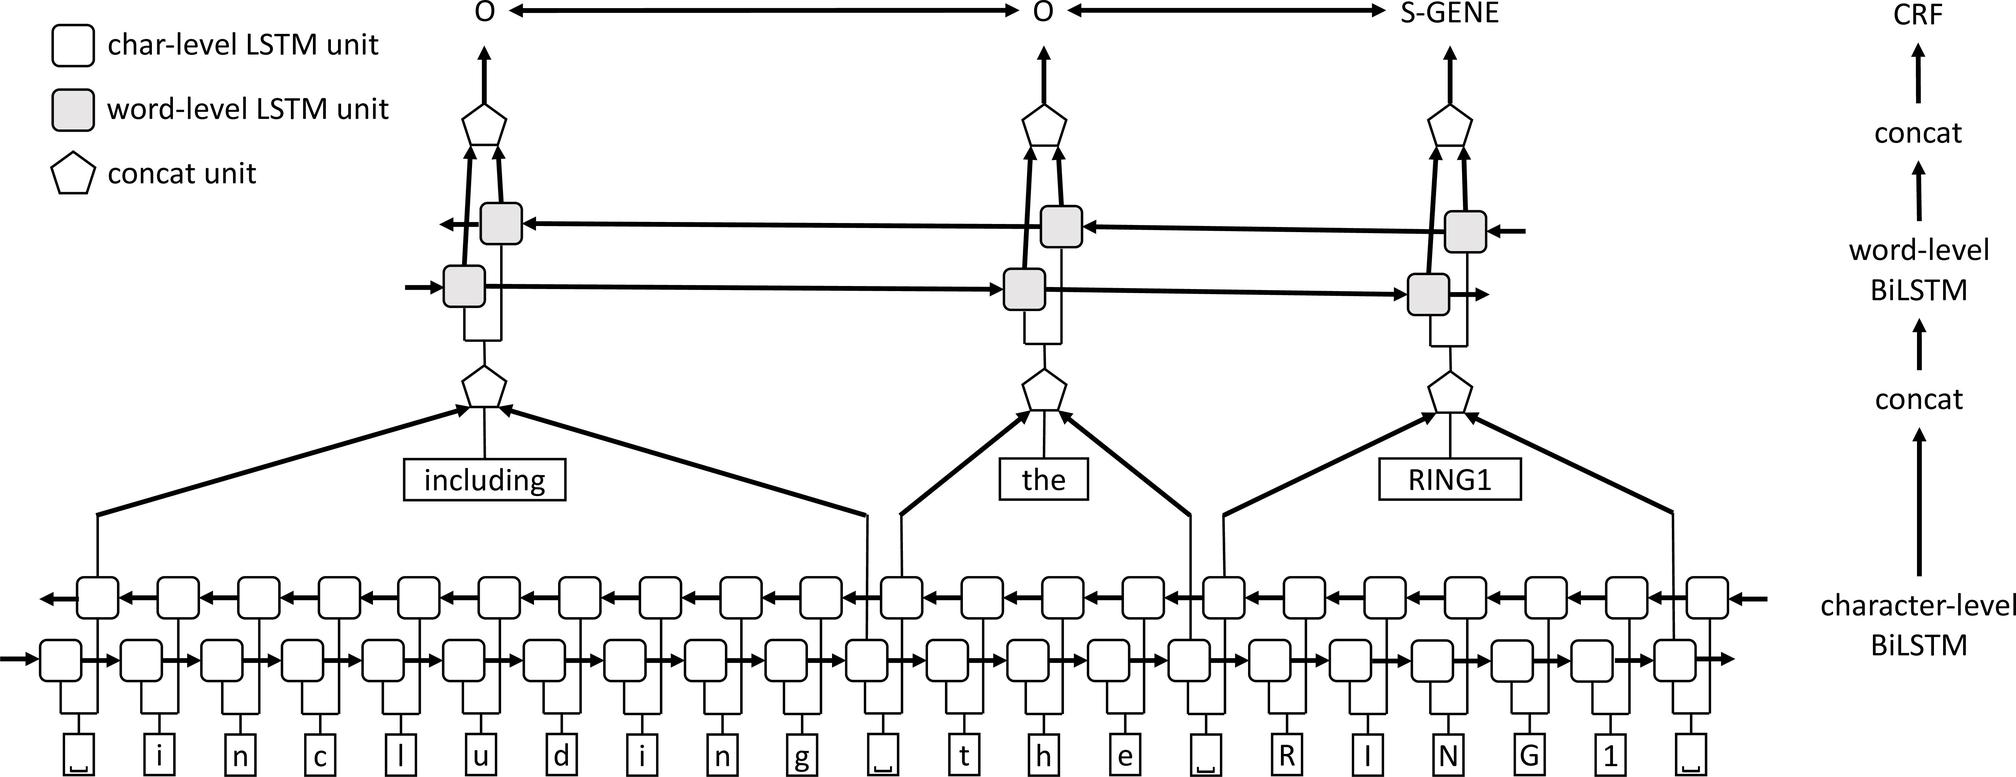 O O S-GENE CRF
char-level LSTM unit
word-level LSTM unit
concat unit
concat
word-level
BiLSTM
concat
including the RING1
character-level
BiLSTM
␣ i n c l u d i n g ␣ t h e ␣ R I N G 1 ␣